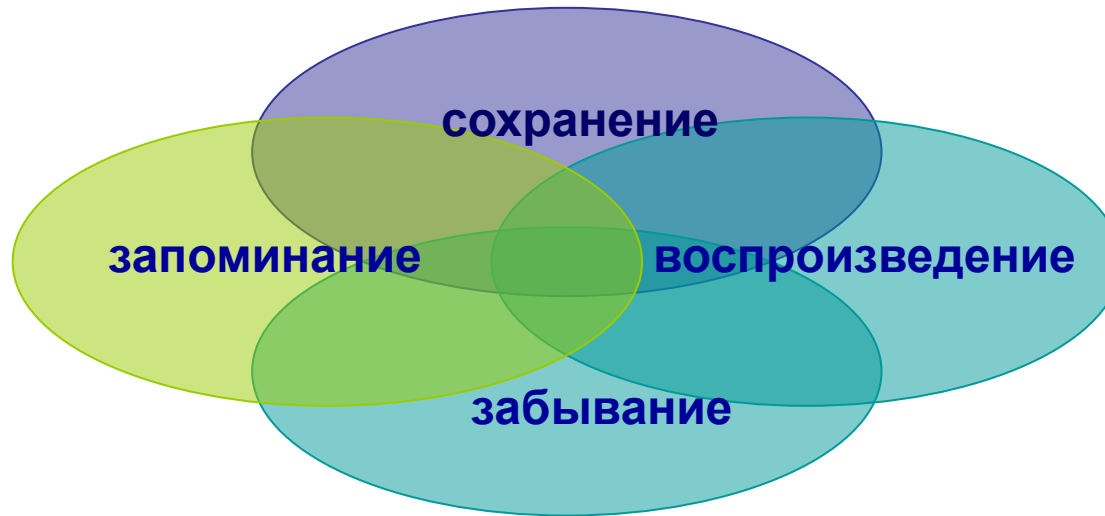 сохранение
запоминание
воспроизведение
забывание